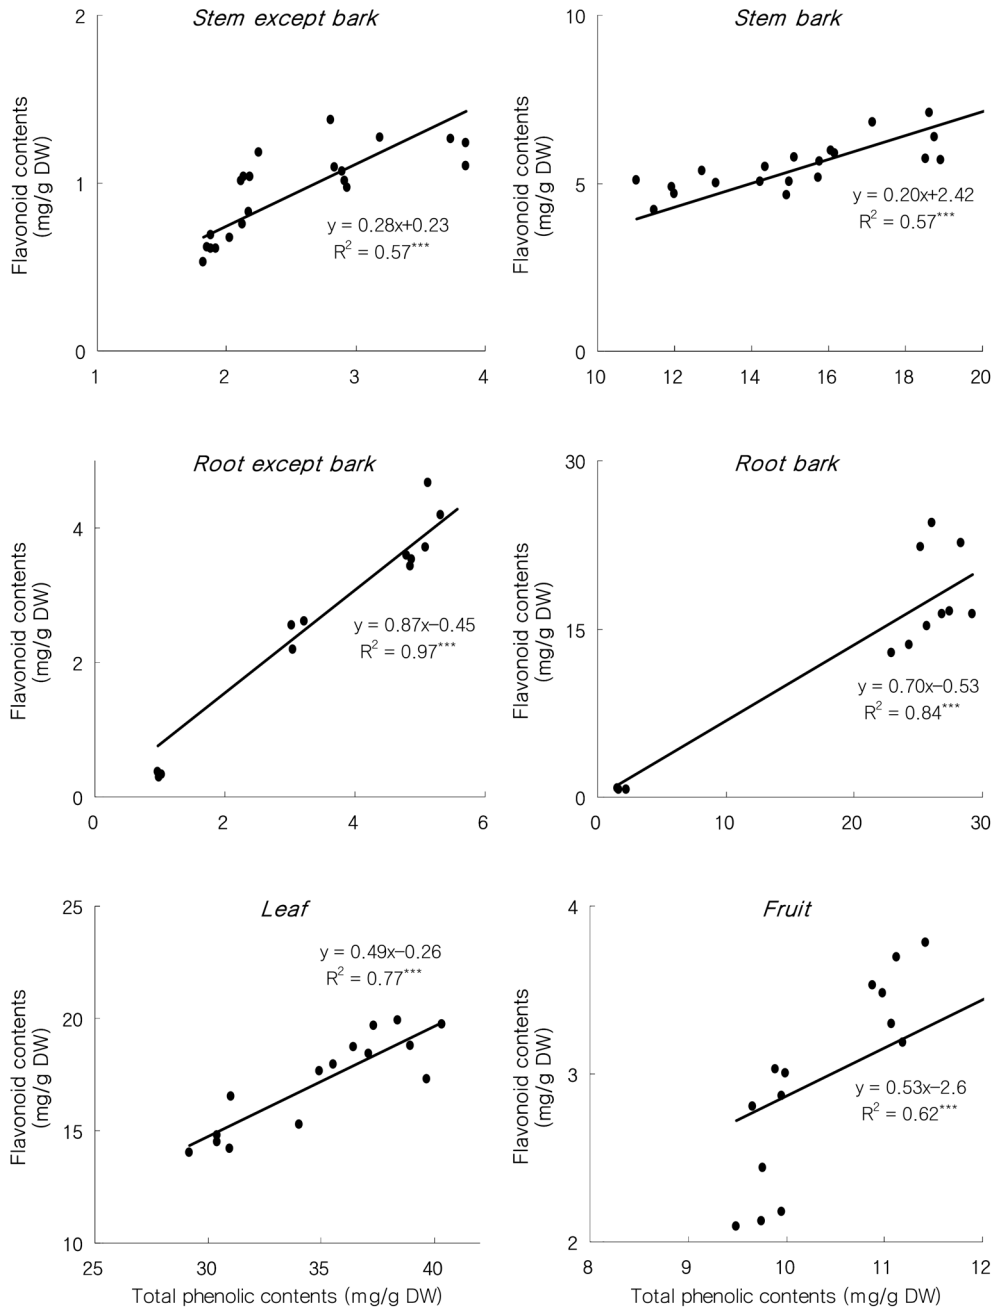 Stem except bark
2
1
0
Flavonoid contents
(mg/g DW)
y = 0.28x+0.23
R² = 0.57***
1 2 3 4
Stem bark
10
5
0
Flavonoid contents
(mg/g DW)
y = 0.20x+2.42
R² = 0.57***
10 12 14 16 18 20
Root except bark
4
2
0
Flavonoid contents
(mg/g DW)
y = 0.87x−0.45
R² = 0.97***
0 2 4 6
Root bark
30
15
0
Flavonoid contents
(mg/g DW)
y = 0.70x−0.53
R² = 0.84***
0 10 20 30
Leaf
25
20
15
10
Flavonoid contents
(mg/g DW)
y = 0.49x−0.26
R² = 0.77***
25 30 35 40
Total phenolic contents (mg/g DW)
Fruit
4
3
2
Flavonoid contents
(mg/g DW)
y = 0.53x−2.6
R² = 0.62***
8 9 10 11 12
Total phenolic contents (mg/g DW)